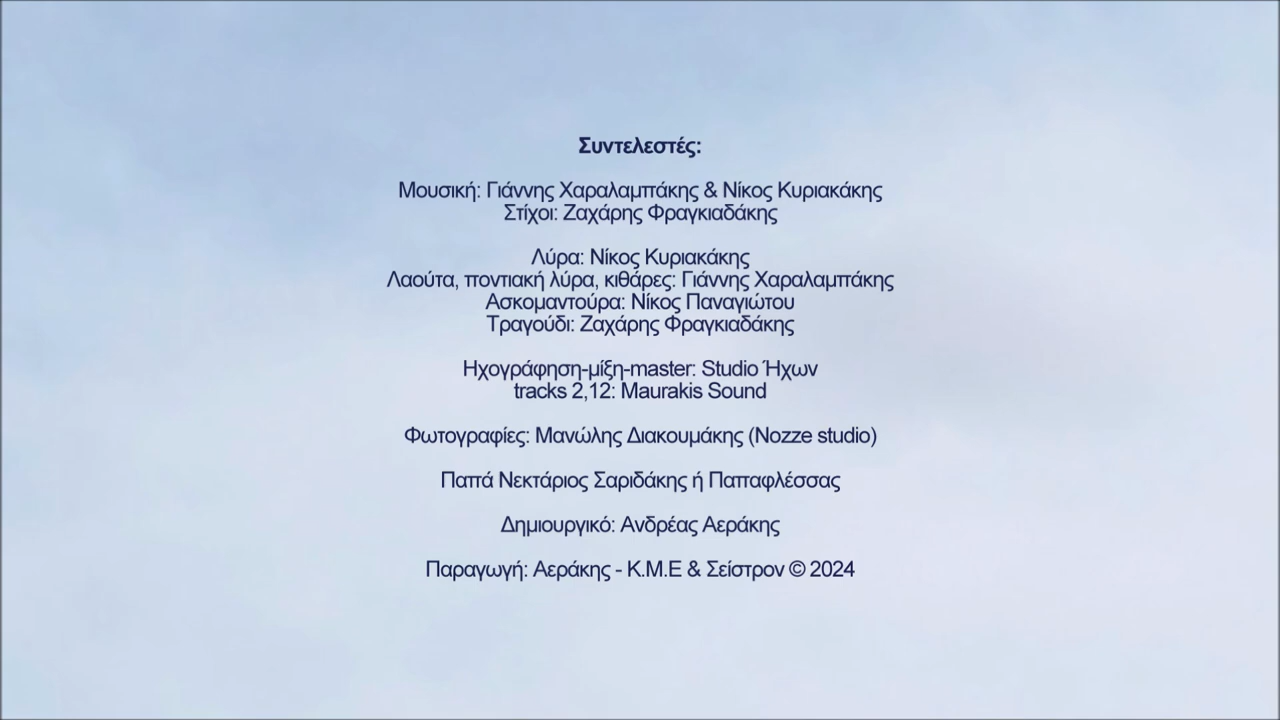 Συντελεστές:
Μουσική: Γιάννης Χαραλαμπάκης & Νίκος Κυριακάκης
Στίχοι: Ζαχάρης Φραγκιαδάκης
Λύρα: Νίκος Κυριακάκης
Λαούτα, ποντιακή λύρα, κιθάρες: Γιάννης Χαραλαμπάκης
Ασκομαντούρα: Νίκος Παναγιώτου
Τραγούδι: Ζαχάρης Φραγκιαδάκης
Ηχογράφηση-μίξη-master: Studio Ήχων
tracks 2,12: Maurakis Sound
Φωτογραφίες: Μανώλης Διακουμάκης (Nozze studio)
Παπά Νεκτάριος Σαριδάκης ή Παπαφλέσσας
Δημιουργικό: Ανδρέας Αεράκης
Παραγωγή: Αεράκης - Κ.Μ.Ε & Σείστρον © 2024